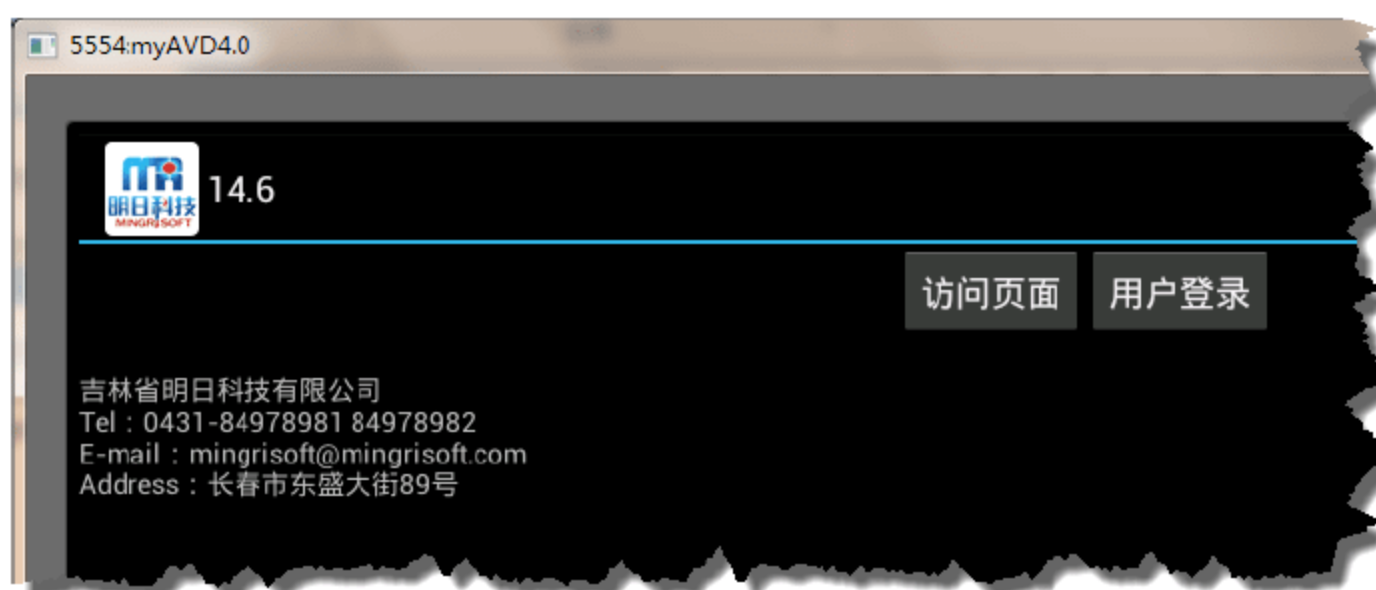 5554:myAVD4.0
明日科技
MINGRISOFT
14.6
访问页面 用户登录
吉林省明日科技有限公司
Tel：0431-84978981 84978982
E-mail：mingrisoft@mingrisoft.com
Address：长春市东盛大街89号